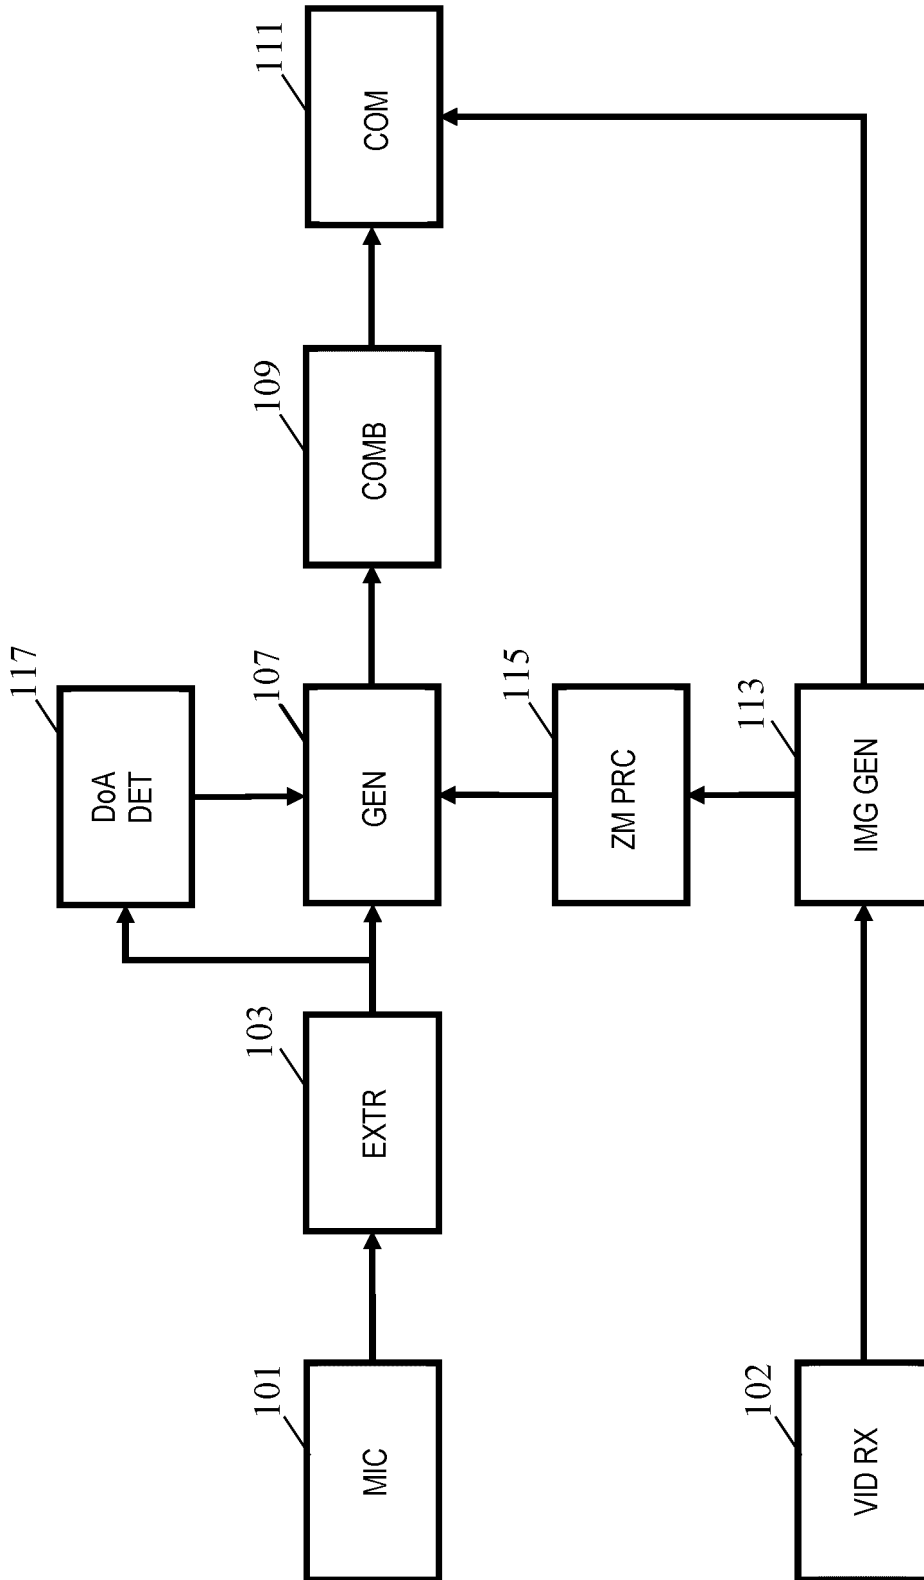 117
DoA
DET
101
MIC
103
EXTR
107
GEN
109
COMB
111
COM
115
ZM PRC
102
VID RX
113
IMG GEN